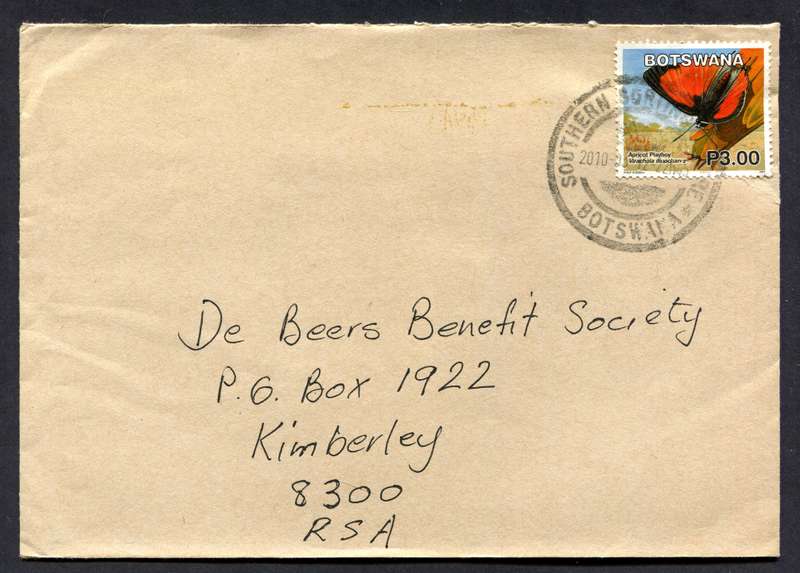 BOTSWANA
Apricot Playboy
P3.00
SOUTHERN
2010-
BOTSWANA
De Beers Benefit Society
P.O. Box 1922
Kimberley
8300
RSA